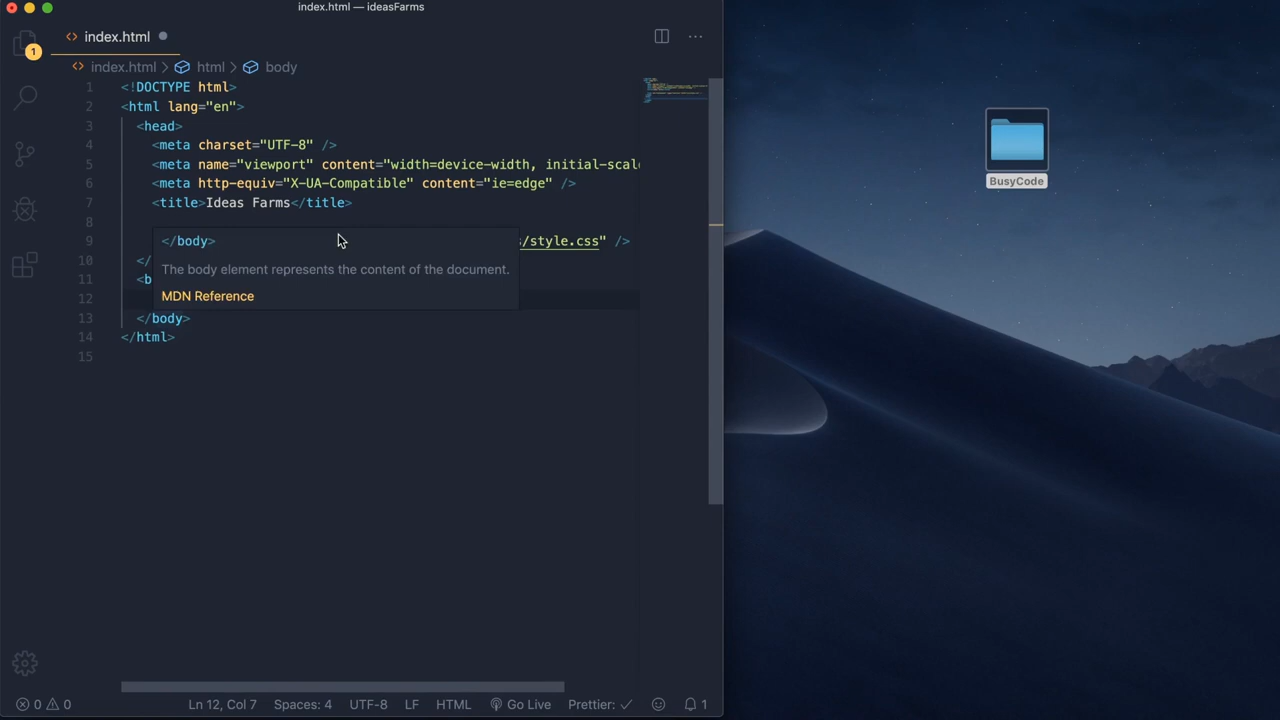 index.html — ideasFarms
<> index.html
1
<> index.html > html > body
1 <!DOCTYPE html>
2 <html lang="en">
3 <head>
4 <meta charset="UTF-8" />
5 <meta name="viewport" content="width=device-width, initial-scal
6 <meta http-equiv="X-UA-Compatible" content="ie=edge" />
7 <title>Ideas Farms</title>
8
</body>
9 /style.css" />
The body element represents the content of the document.
10 </
11 <b
MDN Reference
12
13 </body>
14 </html>
15
BusyCode
0 0 Ln 12, Col 7 Spaces: 4 UTF-8 LF HTML Go Live Prettier: ✓ 1